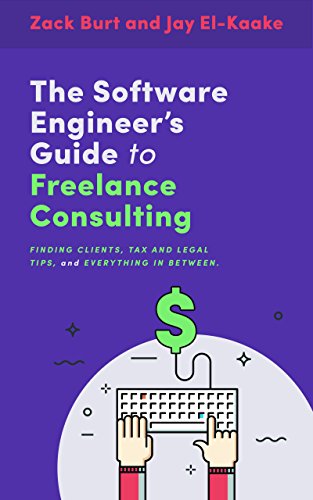 Zack Burt and Jay El-Kaake
The Software
Engineer's
Guide to
Freelance
Consulting
FINDING CLIENTS, TAX AND LEGAL
TIPS, and EVERYTHING IN BETWEEN.
$